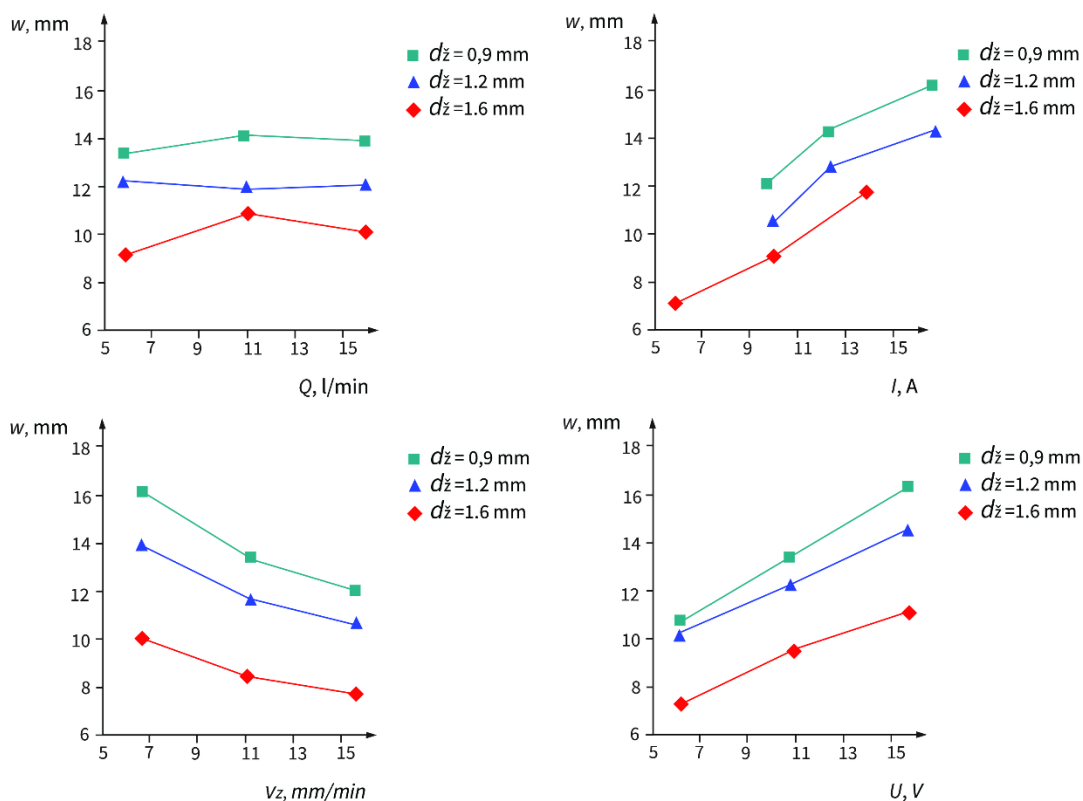 w, mm
18
16
14
12
10
8
6
5 7 9 11 13 15
Q, l/min
dž = 0,9 mm
dž =1.2 mm
dž =1.6 mm
w, mm
18
16
14
12
10
8
6
5 7 9 11 13 15
I, A
dž = 0,9 mm
dž =1.2 mm
dž =1.6 mm
w, mm
18
16
14
12
10
8
6
5 7 9 11 13 15
vz, mm/min
dž = 0,9 mm
dž =1.2 mm
dž =1.6 mm
w, mm
18
16
14
12
10
8
6
5 7 9 11 13 15
U, V
dž = 0,9 mm
dž =1.2 mm
dž =1.6 mm